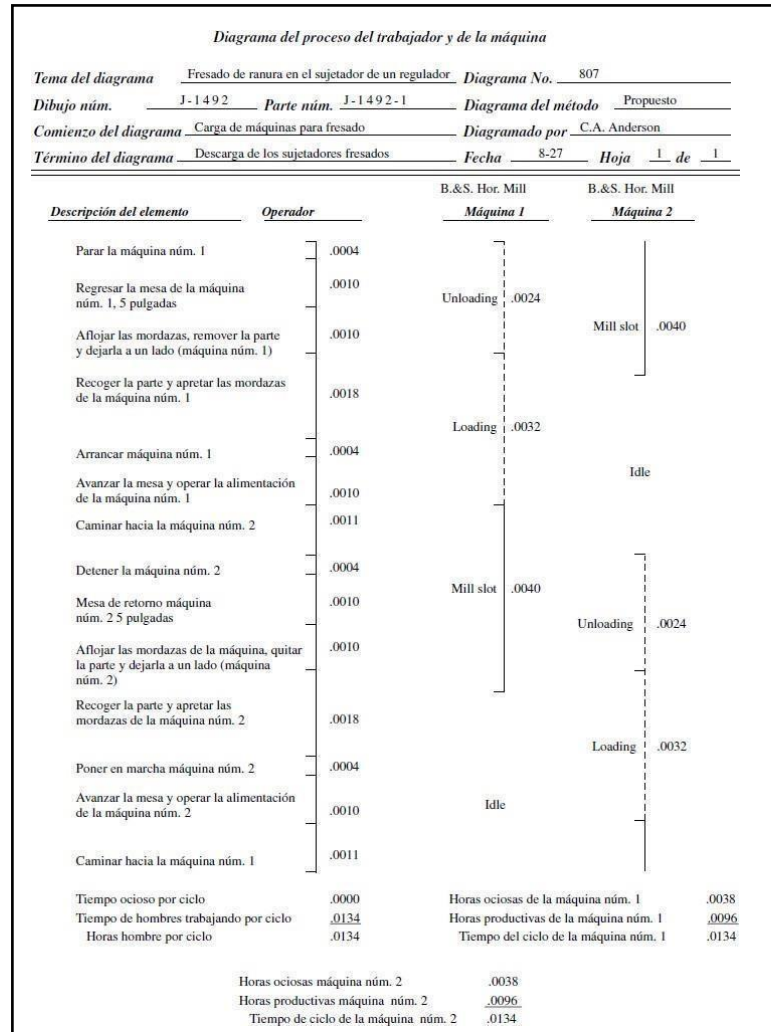 Diagrama del proceso del trabajador y de la máquina
Tema del diagrama Fresado de ranura en el sujetador de un regulador Diagrama No. 807
Dibujo núm. J-1492 Parte núm. J-1492-1 Diagrama del método Propuesto
Comienzo del diagrama Carga de máquinas para fresado Diagramado por C.A. Anderson
Término del diagrama Descarga de los sujetadores fresados Fecha 8-27 Hoja 1 de 1
B.&S. Hor. Mill B.&S. Hor. Mill
Descripción del elemento Operador Máquina 1 Máquina 2
Parar la máquina núm. 1 .0004
Regresar la mesa de la máquina .0010
núm. 1, 5 pulgadas
Unloading .0024
Mill slot .0040
Aflojar las mordazas, remover la parte .0010
y dejarla a un lado (máquina núm. 1)
Recoger la parte y apretar las mordazas
de la máquina núm. 1 .0018
Loading .0032
Arrancar máquina núm. 1 .0004
Idle
Avanzar la mesa y operar la alimentación
de la máquina núm. 1 .0010
Caminar hacia la máquina núm. 2 .0011
Detener la máquina núm. 2 .0004
Mill slot .0040
Mesa de retorno máquina .0010
núm. 2 5 pulgadas
Unloading .0024
Aflojar las mordazas de la máquina, quitar .0010
la parte y dejarla a un lado (máquina
núm. 2)
Recoger la parte y apretar las
mordazas de la máquina núm. 2 .0018
Loading .0032
Poner en marcha máquina núm. 2 .0004
Avanzar la mesa y operar la alimentación
de la máquina núm. 2 .0010
Idle
Caminar hacia la máquina núm. 1 .0011
Tiempo ocioso por ciclo .0000 Horas ociosas de la máquina núm. 1 .0038
Tiempo de hombres trabajando por ciclo .0134 Horas productivas de la máquina núm. 1 .0096
Horas hombre por ciclo .0134 Tiempo del ciclo de la máquina núm. 1 .0134
Horas ociosas máquina núm. 2 .0038
Horas productivas máquina núm. 2 .0096
Tiempo de ciclo de la máquina núm. 2 .0134